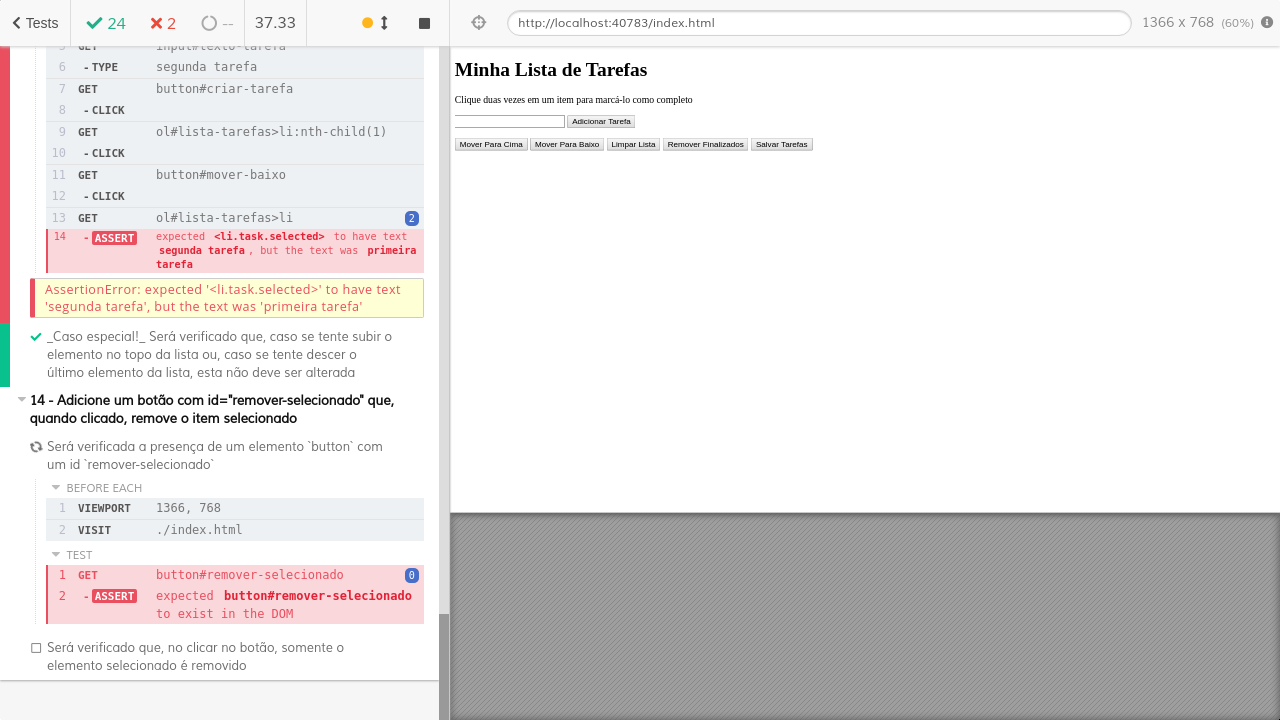 Tests
24
2
--
37.33
http://localhost:40783/index.html
1366 x 768 (60%)
5 GET input#texto-tarefa
6 - TYPE segunda tarefa
7 GET button#criar-tarefa
8 - CLICK
9 GET ol#lista-tarefas>li:nth-child(1)
10 - CLICK
11 GET button#mover-baixo
12 - CLICK
13 GET ol#lista-tarefas>li 2
14 - ASSERT expected <li.task.selected> to have text
segunda tarefa, but the text was primeira
tarefa
AssertionError: expected '<li.task.selected>' to have text
'segunda tarefa', but the text was 'primeira tarefa'
_Caso especial!_ Será verificado que, caso se tente subir o
elemento no topo da lista ou, caso se tente descer o
último elemento da lista, esta não deve ser alterada
14 - Adicione um botão com id="remover-selecionado" que,
quando clicado, remove o item selecionado
Será verificada a presença de um elemento `button` com
um id `remover-selecionado`
BEFORE EACH
1 VIEWPORT 1366, 768
2 VISIT ./index.html
TEST
1 GET button#remover-selecionado 0
2 - ASSERT expected button#remover-selecionado
to exist in the DOM
Será verificado que, no clicar no botão, somente o
elemento selecionado é removido
Minha Lista de Tarefas
Clique duas vezes em um item para marcá-lo como completo
Adicionar Tarefa
Mover Para Cima Mover Para Baixo Limpar Lista Remover Finalizados Salvar Tarefas